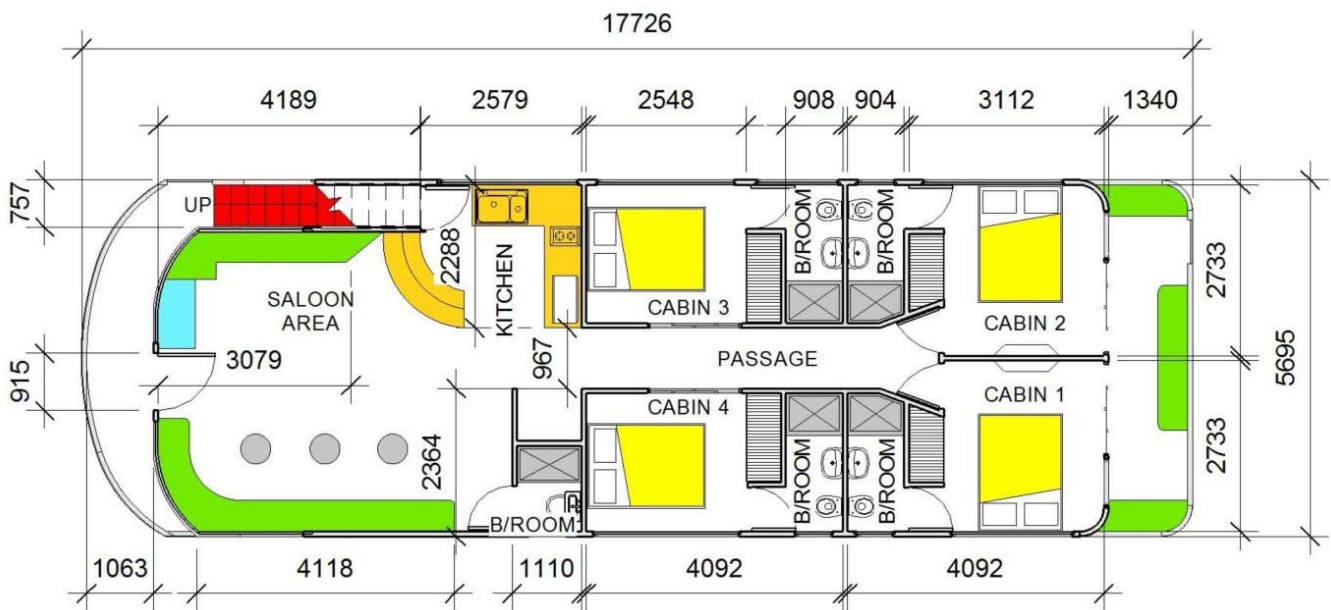 17726
4189
2579
2548
908
904
3112
1340
757
UP
2288
KITCHEN
B/ROOM
B/ROOM
2733
SALOON
AREA
CABIN 3
CABIN 2
3079
967
PASSAGE
915
5695
CABIN 4
CABIN 1
2364
B/ROOM
B/ROOM
B/ROOM
2733
1063
4118
1110
4092
4092